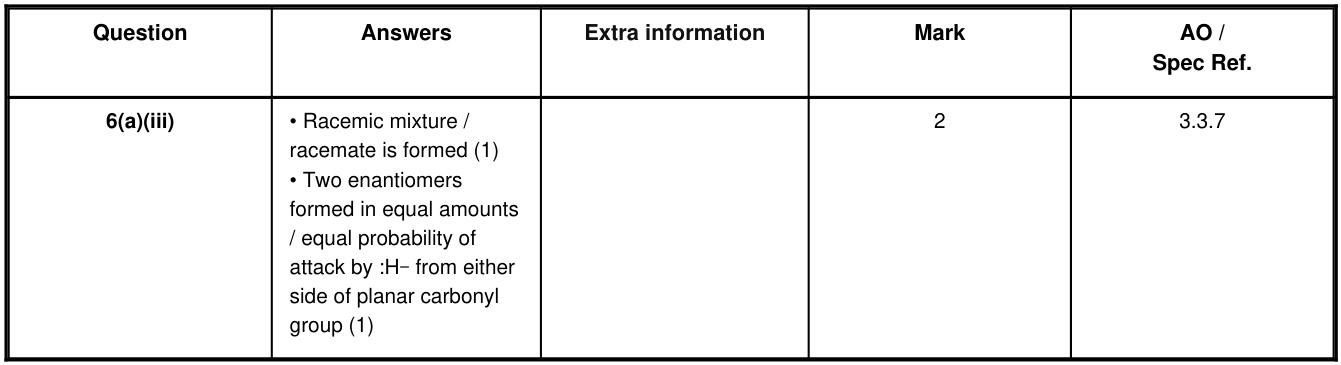 Question Answers Extra information Mark AO /
Spec Ref.
6(a)(iii) • Racemic mixture / 2 3.3.7
racemate is formed (1)
• Two enantiomers
formed in equal amounts
/ equal probability of
attack by :H– from either
side of planar carbonyl
group (1)